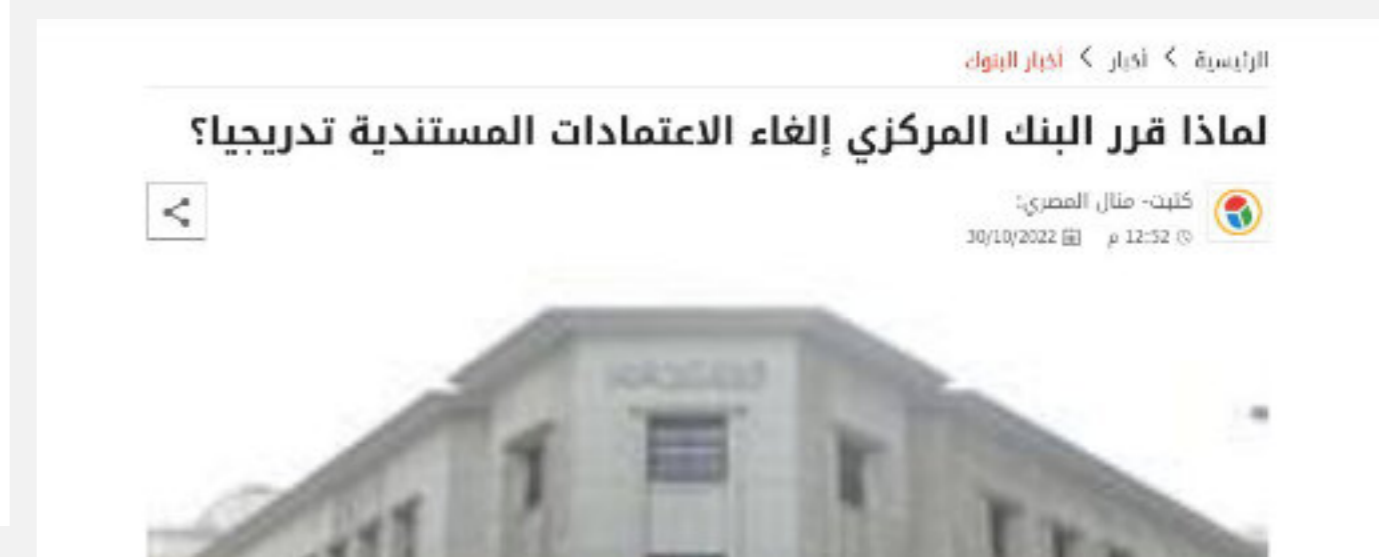 الرئيسية > أخبار > أخبار البنوك
لماذا قرر البنك المركزي إلغاء الاعتمادات المستندية تدريجيا؟
كتبت- منال المصري:
12:52 م 30/10/2022